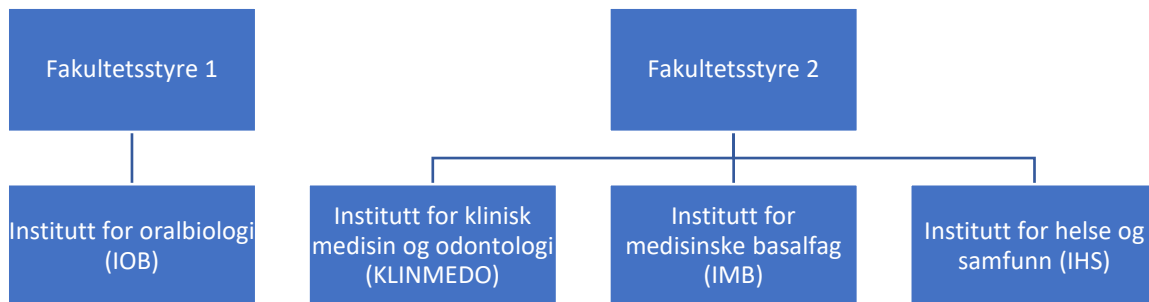 Fakultetsstyre 1
Fakultetsstyre 2
Institutt for oralbiologi
(IOB)
Institutt for klinisk
medisin og odontologi
(KLINMEDO)
Institutt for
medisinske basalfag
(IMB)
Institutt for helse og
samfunn (IHS)